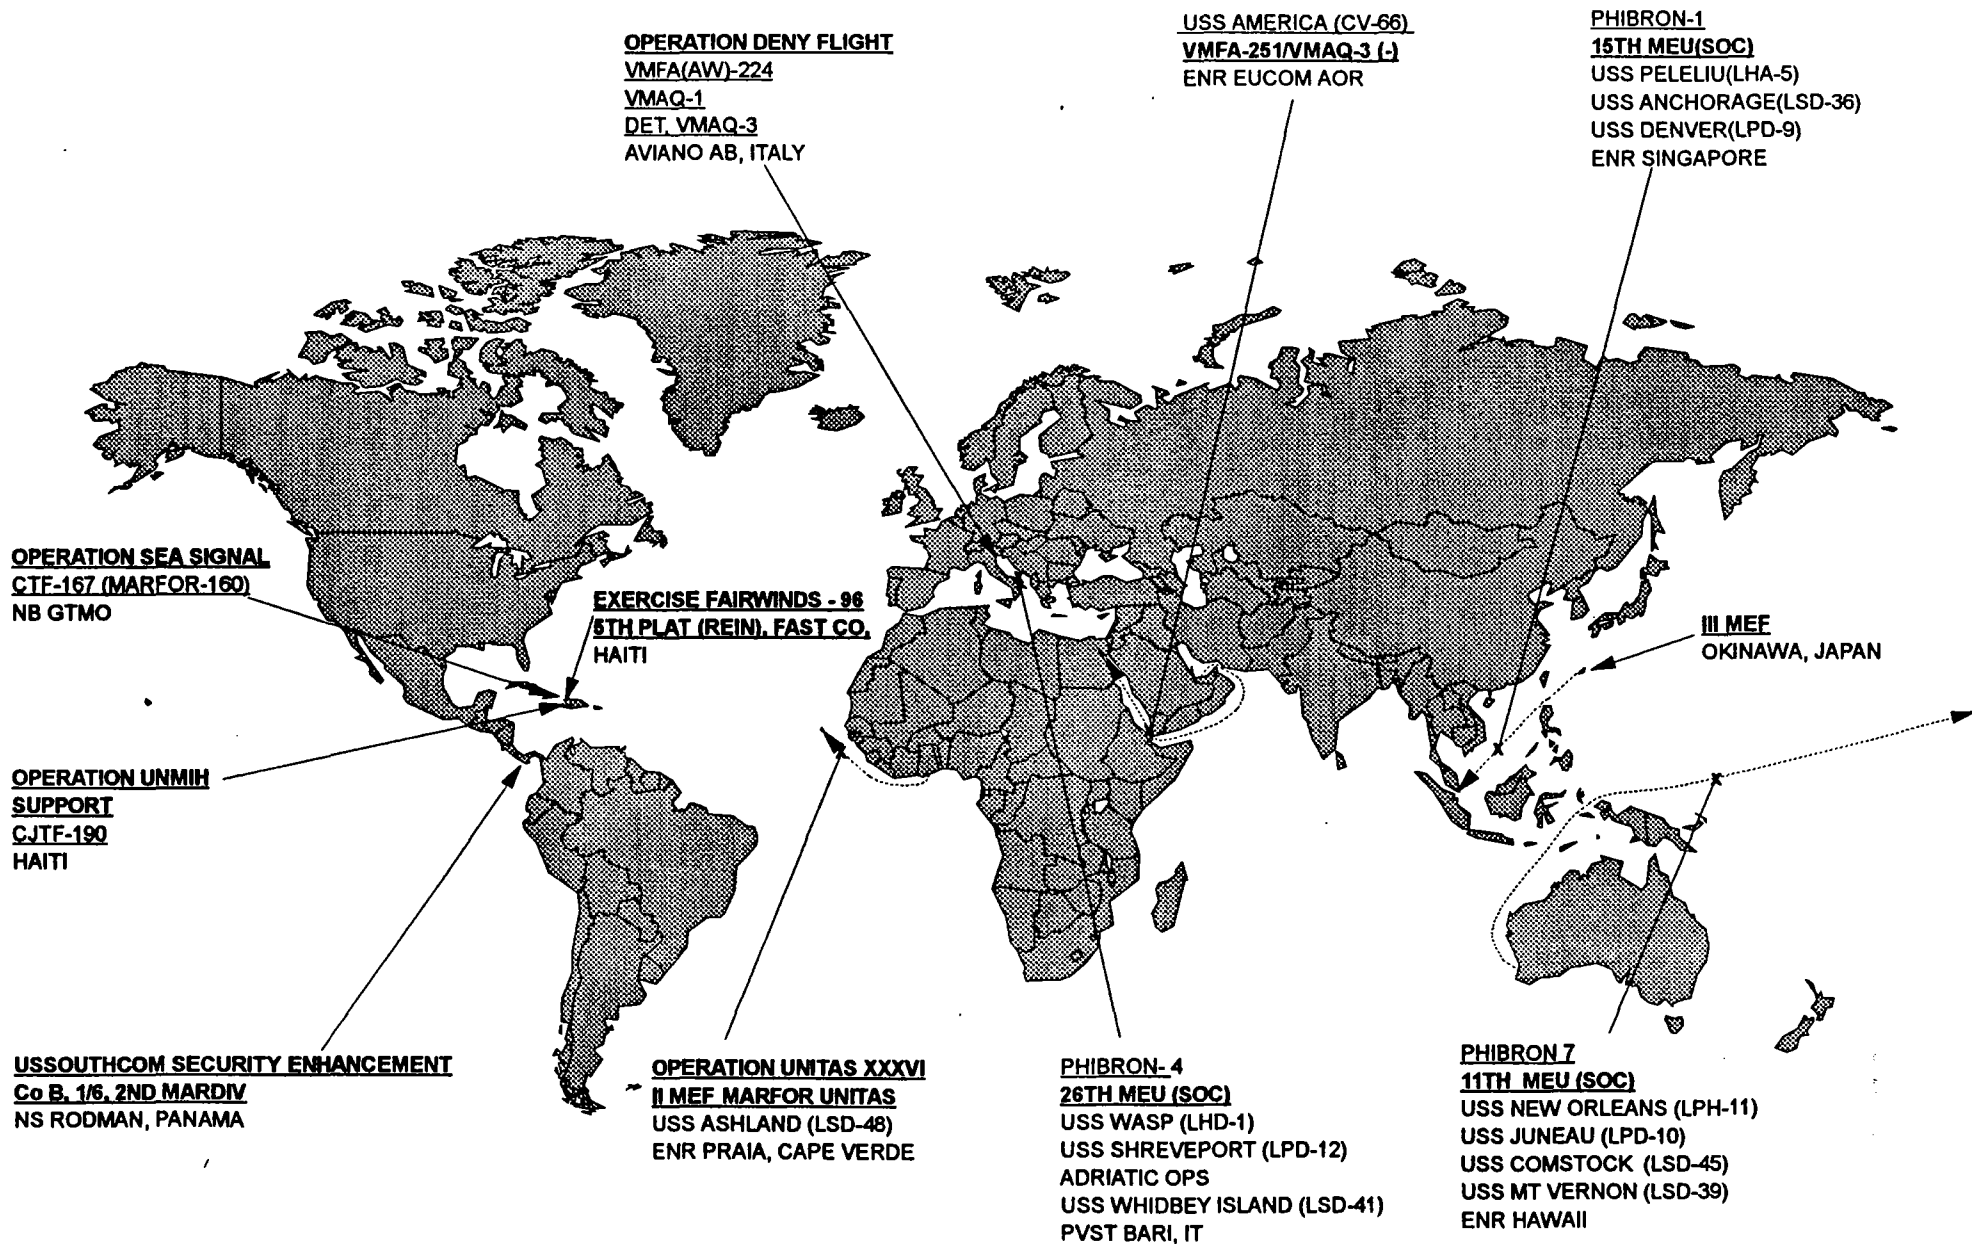 OPERATION DENY FLIGHT
VMFA(AW)-224
VMAQ-1
DET, VMAQ-3
AVIANO AB, ITALY
USS AMERICA (CV-66)
VMFA-251/VMAQ-3 (-)
ENR EUCOM AOR
PHIBRON-1
15TH MEU(SOC)
USS PELELIU(LHA-5)
USS ANCHORAGE(LSD-36)
USS DENVER(LPD-9)
ENR SINGAPORE
OPERATION SEA SIGNAL
CTF-167 (MARFOR-160)
NB GTMO
EXERCISE FAIRWINDS - 96
5TH PLAT (REIN), FAST CO,
HAITI
III MEF
OKINAWA, JAPAN
OPERATION UNMIH
SUPPORT
CJTF-190
HAITI
USSOUTHCOM SECURITY ENHANCEMENT
Co B, 1/6, 2ND MARDIV
NS RODMAN, PANAMA
OPERATION UNITAS XXXVI
II MEF MARFOR UNITAS
USS ASHLAND (LSD-48)
ENR PRAIA, CAPE VERDE
PHIBRON- 4
26TH MEU (SOC)
USS WASP (LHD-1)
USS SHREVEPORT (LPD-12)
ADRIATIC OPS
USS WHIDBEY ISLAND (LSD-41)
PVST BARI, IT
PHIBRON 7
11TH MEU (SOC)
USS NEW ORLEANS (LPH-11)
USS JUNEAU (LPD-10)
USS COMSTOCK (LSD-45)
USS MT VERNON (LSD-39)
ENR HAWAII